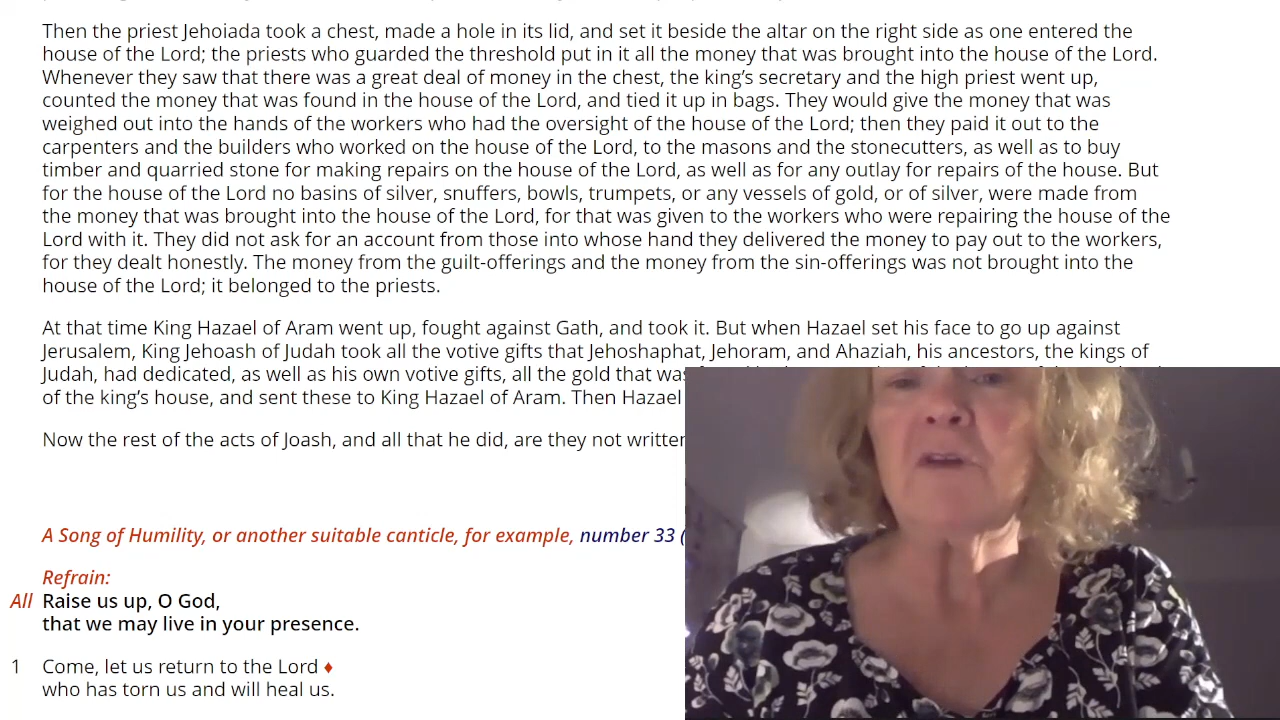 Then the priest Jehoiada took a chest, made a hole in its lid, and set it beside the altar on the right side as one entered the
house of the Lord; the priests who guarded the threshold put in it all the money that was brought into the house of the Lord.
Whenever they saw that there was a great deal of money in the chest, the king’s secretary and the high priest went up,
counted the money that was found in the house of the Lord, and tied it up in bags. They would give the money that was
weighed out into the hands of the workers who had the oversight of the house of the Lord; then they paid it out to the
carpenters and the builders who worked on the house of the Lord, to the masons and the stonecutters, as well as to buy
timber and quarried stone for making repairs on the house of the Lord, as well as for any outlay for repairs of the house. But
for the house of the Lord no basins of silver, snuffers, bowls, trumpets, or any vessels of gold, or of silver, were made from
the money that was brought into the house of the Lord, for that was given to the workers who were repairing the house of the
Lord with it. They did not ask for an account from those into whose hand they delivered the money to pay out to the workers,
for they dealt honestly. The money from the guilt-offerings and the money from the sin-offerings was not brought into the
house of the Lord; it belonged to the priests.
At that time King Hazael of Aram went up, fought against Gath, and took it. But when Hazael set his face to go up against
Jerusalem, King Jehoash of Judah took all the votive gifts that Jehoshaphat, Jehoram, and Ahaziah, his ancestors, the kings of
Judah, had dedicated, as well as his own votive gifts, all the gold that was
of the king’s house, and sent these to King Hazael of Aram. Then Hazael
Now the rest of the acts of Joash, and all that he did, are they not written
A Song of Humility, or another suitable canticle, for example, number 33 (
Refrain:
All Raise us up, O God,
that we may live in your presence.
1 Come, let us return to the Lord ♦
who has torn us and will heal us.